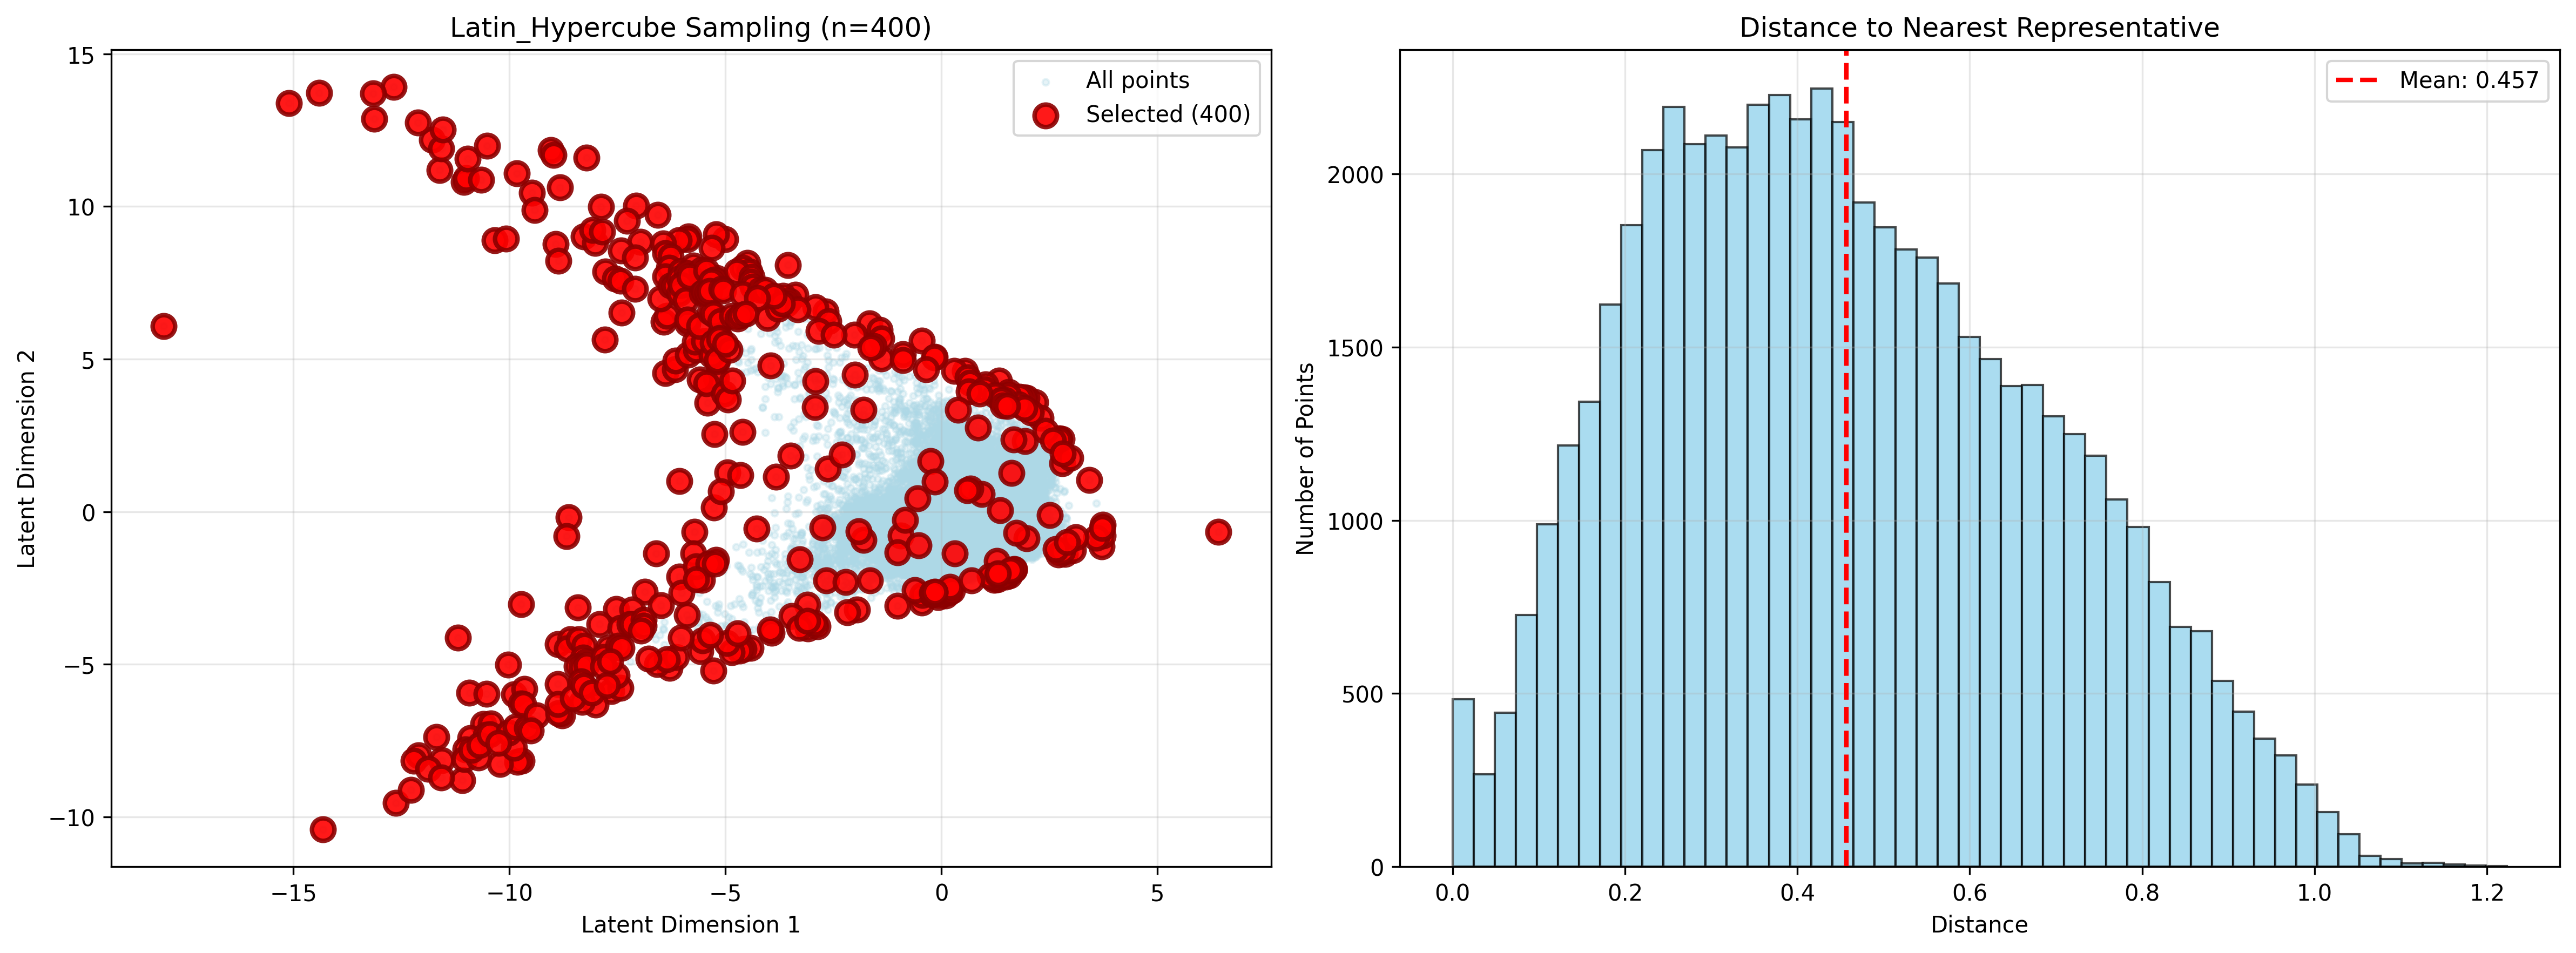 Latin_Hypercube Sampling (n=400)
All points
Selected (400)
15
10
5
0
−5
−10
Latent Dimension 2
−15
−10
−5
0
5
Latent Dimension 1
Distance to Nearest Representative
Mean: 0.457
2000
1500
1000
500
0
Number of Points
0.0
0.2
0.4
0.6
0.8
1.0
1.2
Distance